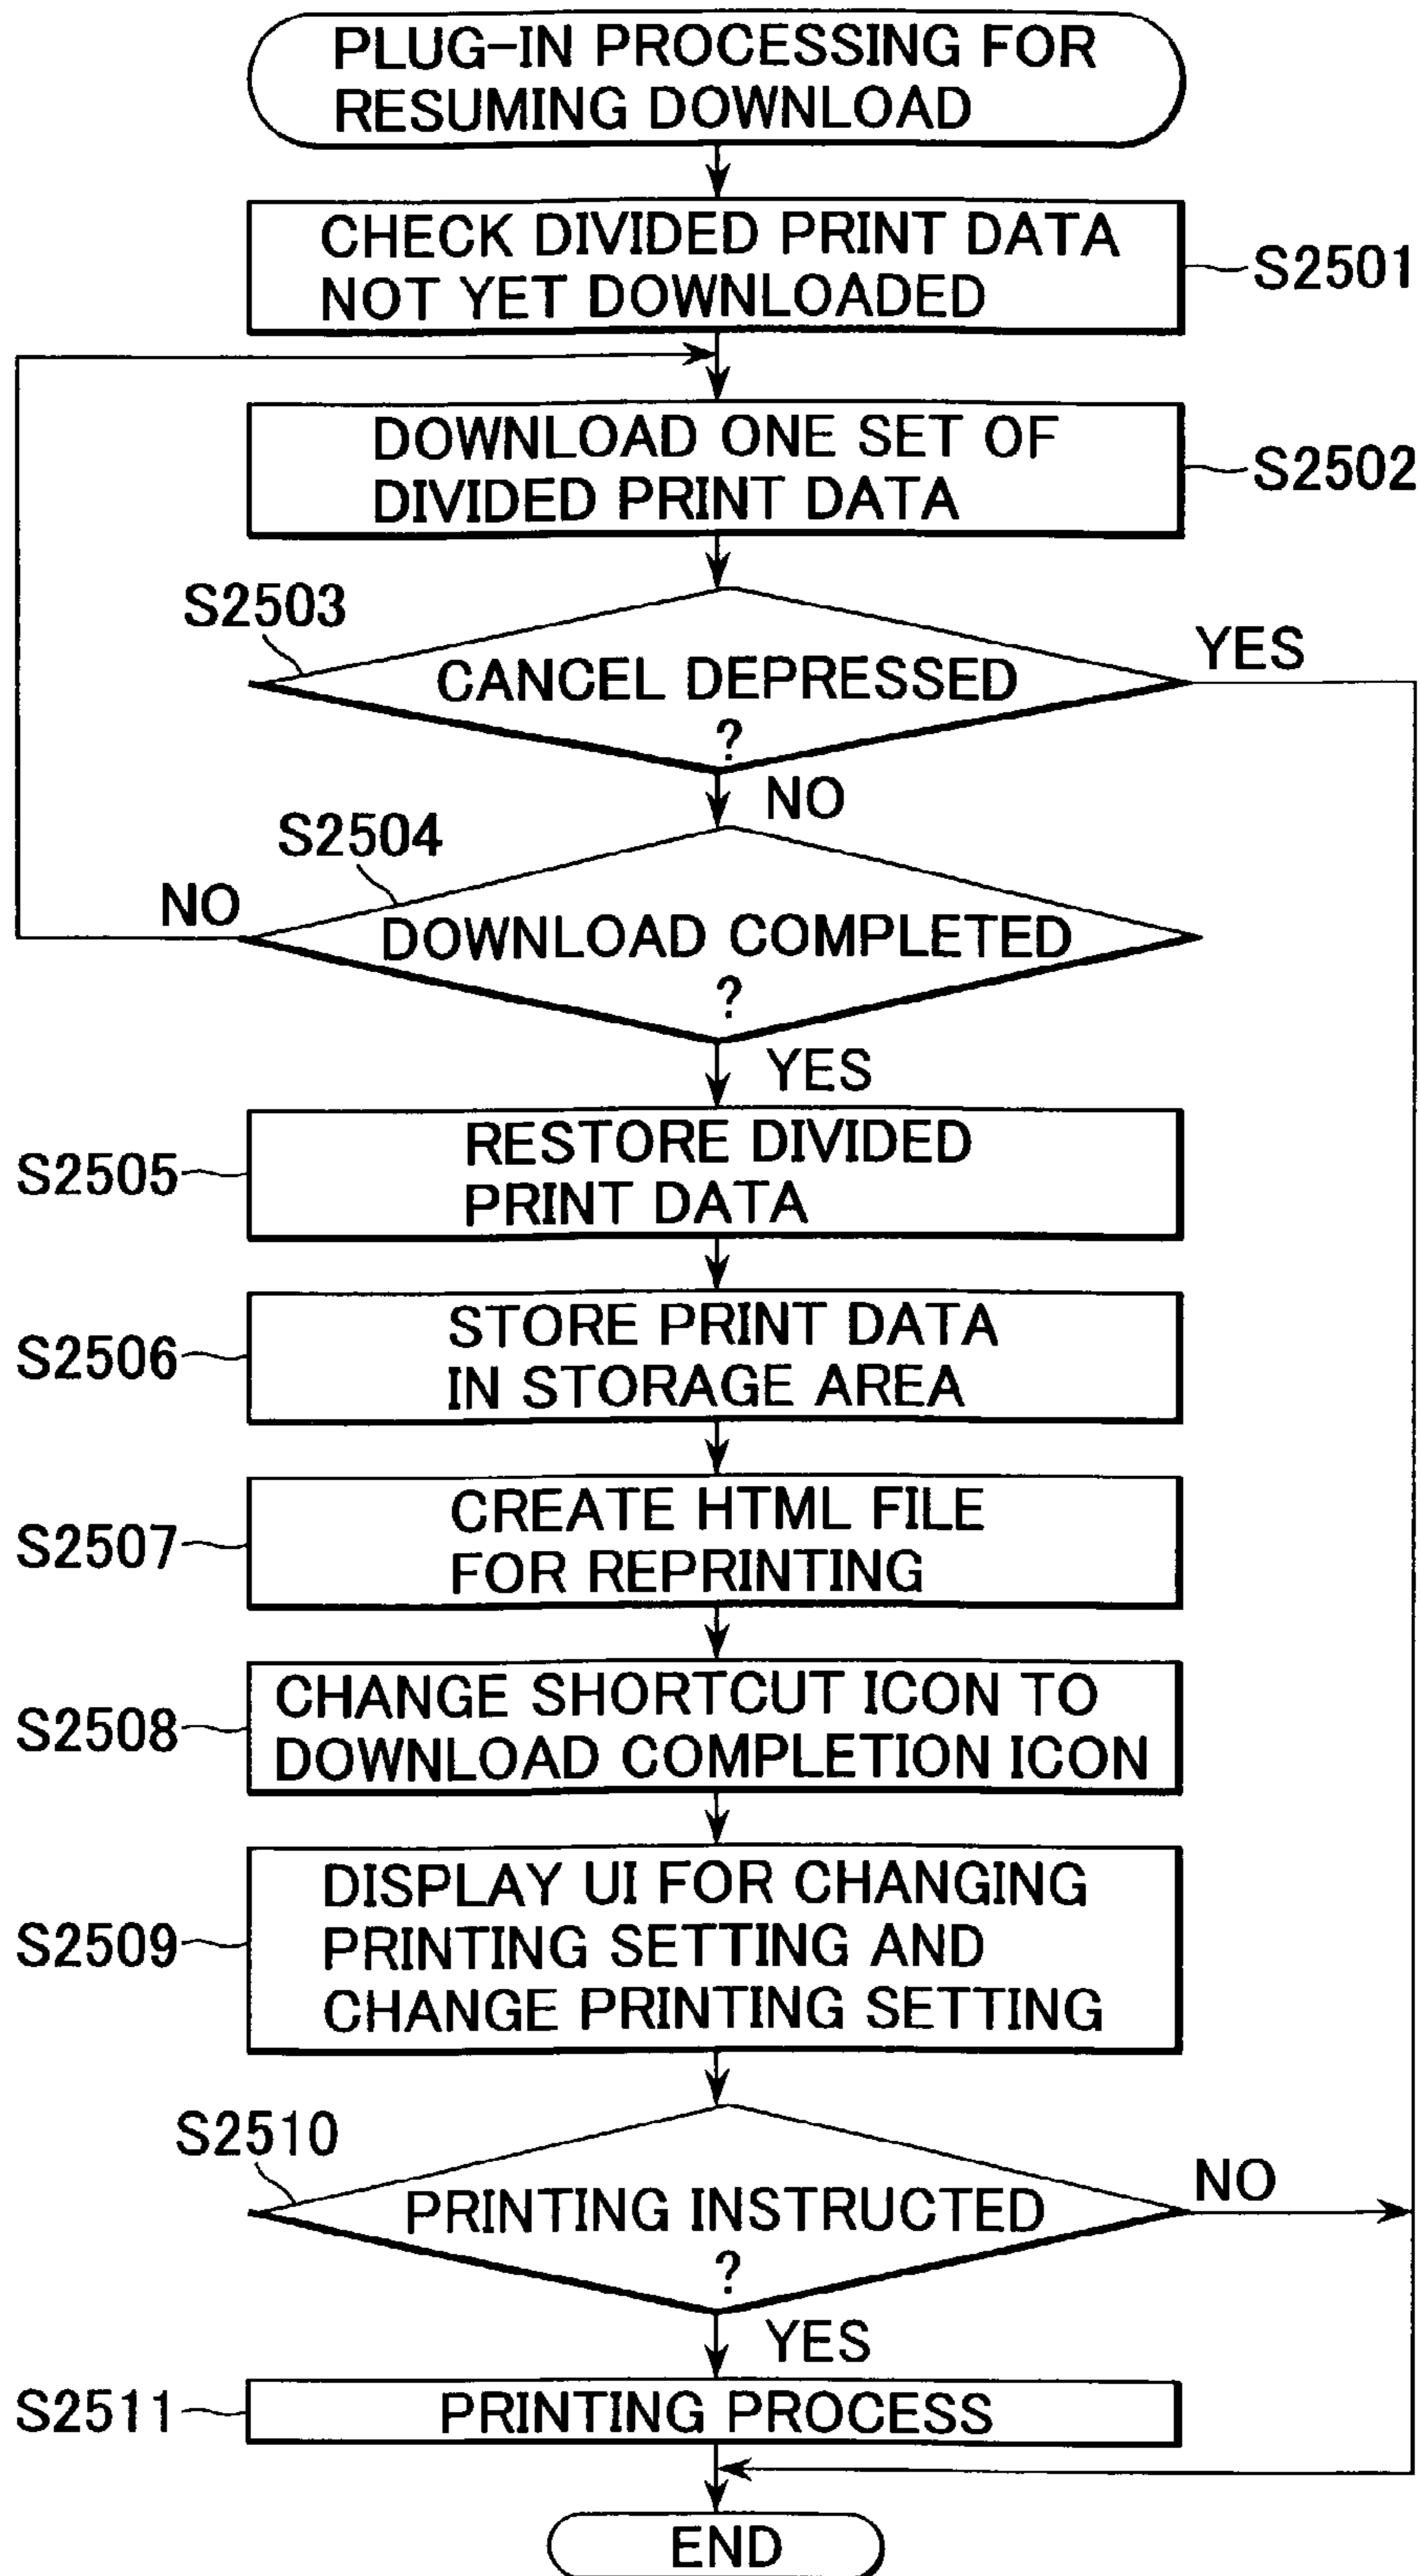 PLUG-IN PROCESSING FOR
RESUMING DOWNLOAD
CHECK DIVIDED PRINT DATA
NOT YET DOWNLOADED
S2501
DOWNLOAD ONE SET OF
DIVIDED PRINT DATA
S2502
S2503
CANCEL DEPRESSED
?
YES
NO
S2504
DOWNLOAD COMPLETED
?
NO
YES
S2505
RESTORE DIVIDED
PRINT DATA
S2506
STORE PRINT DATA
IN STORAGE AREA
S2507
CREATE HTML FILE
FOR REPRINTING
S2508
CHANGE SHORTCUT ICON TO
DOWNLOAD COMPLETION ICON
S2509
DISPLAY UI FOR CHANGING
PRINTING SETTING AND
CHANGE PRINTING SETTING
S2510
PRINTING INSTRUCTED
?
NO
YES
S2511
PRINTING PROCESS
END